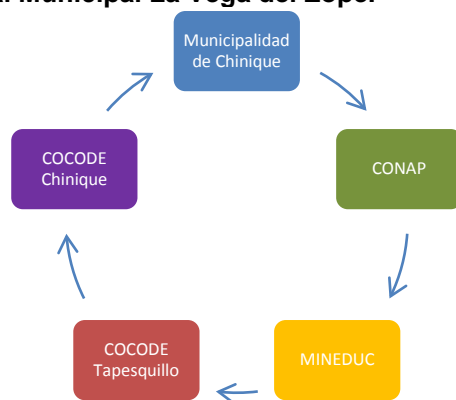 Municipal La Vega del Zope.
Municipalidad
de Chinique
CONAP
MINEDUC
COCODE
Tapesquillo
COCODE
Chinique